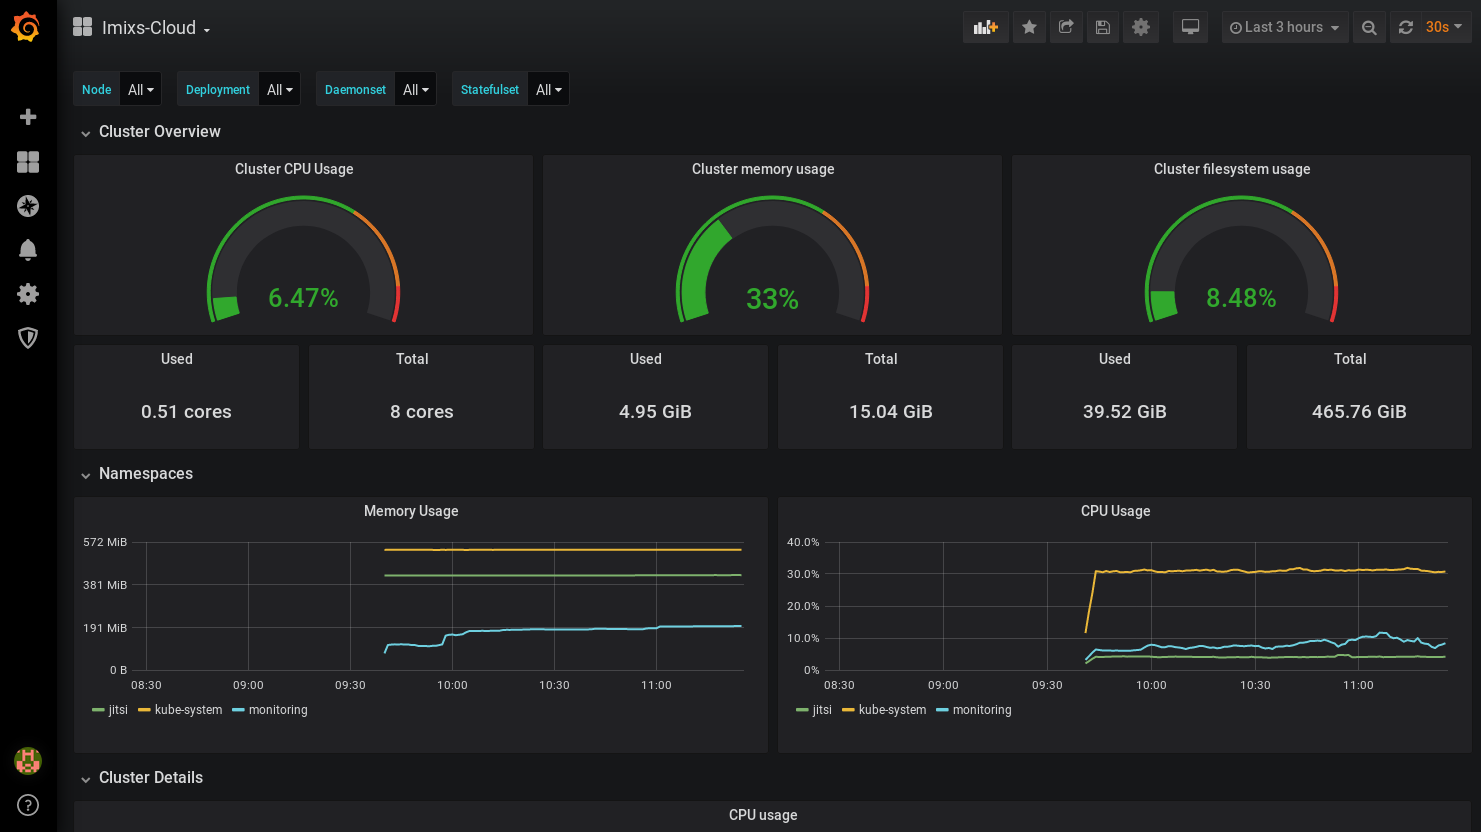 Imixs-Cloud
Last 3 hours
30s
Node All Deployment All Daemonset All Statefulset All
Cluster Overview
Cluster CPU Usage
6.47%
Cluster memory usage
33%
Cluster filesystem usage
8.48%
Used
0.51 cores
Total
8 cores
Used
4.95 GiB
Total
15.04 GiB
Used
39.52 GiB
Total
465.76 GiB
Namespaces
Memory Usage
572 MiB
381 MiB
191 MiB
0 B
08:30 09:00 09:30 10:00 10:30 11:00
jitsi kube-system monitoring
CPU Usage
40.0%
30.0%
20.0%
10.0%
0%
08:30 09:00 09:30 10:00 10:30 11:00
jitsi kube-system monitoring
Cluster Details
CPU usage